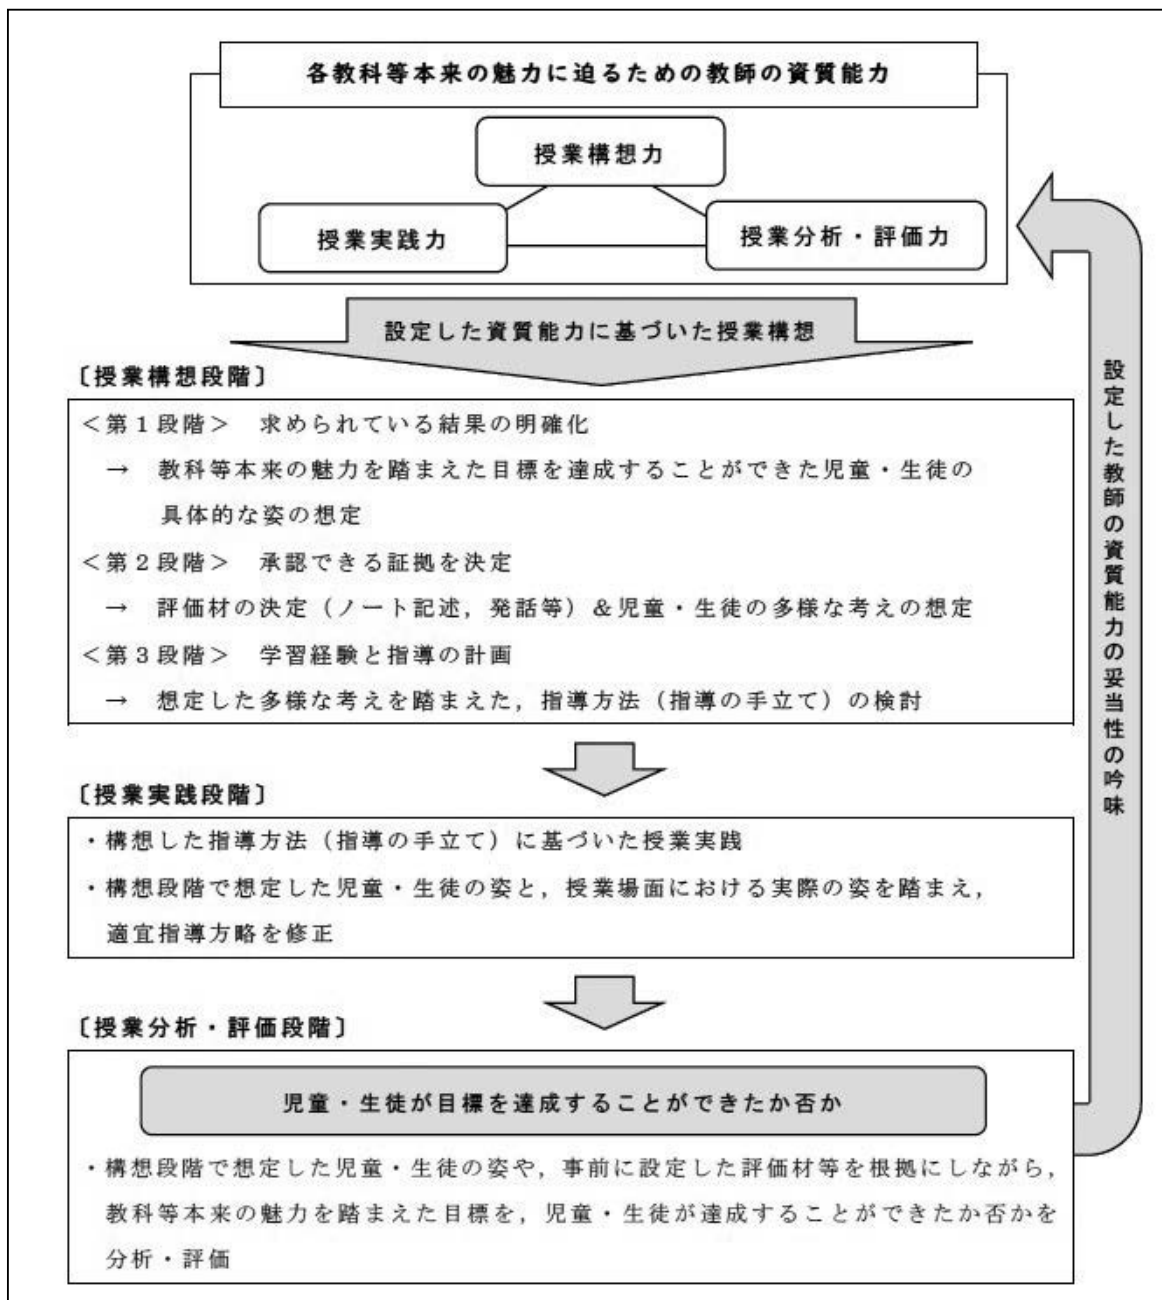 各教科等本来の魅力に迫るための教師の資質能力
授業構想力
授業実践力
授業分析・評価力
設定した資質能力に基づいた授業構想
〔授業構想段階〕
＜第１段階＞　求められている結果の明確化
→　教科等本来の魅力を踏まえた目標を達成することができた児童・生徒の
具体的な姿の想定
＜第２段階＞　承認できる証拠を決定
→　評価材の決定（ノート記述，発話等）＆児童・生徒の多様な考えの想定
＜第３段階＞　学習経験と指導の計画
→　想定した多様な考えを踏まえた，指導方法（指導の手立て）の検討
〔授業実践段階〕
・構想した指導方法（指導の手立て）に基づいた授業実践
・構想段階で想定した児童・生徒の姿と，授業場面における実際の姿を踏まえ，
適宜指導方略を修正
〔授業分析・評価段階〕
児童・生徒が目標を達成することができたか否か
・構想段階で想定した児童・生徒の姿や，事前に設定した評価材等を根拠にしながら，
教科等本来の魅力を踏まえた目標を，児童・生徒が達成することができたか否かを
分析・評価
設定した教師の資質能力の妥当性の吟味